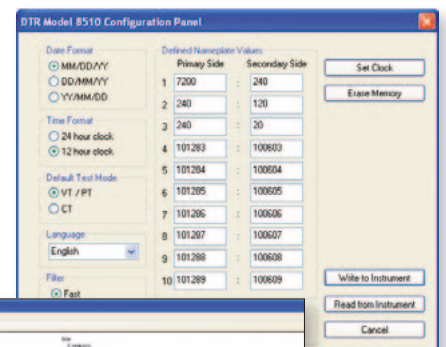 DTR Model 8510 Configuration Panel
Date Format
MM/DD/YY
DD/MM/YY
YY/MM/DD
Time Format
24 hour clock
12 hour clock
Default Test Mode
VT / PT
CT
Language
English
Filter
Fast
Defined Nameplate Values
Primary Side Secondary Side
1 7200 : 240
2 240 : 120
3 240 : 20
4 101283 : 100603
5 101284 : 100604
6 101285 : 100605
7 101286 : 100606
8 101287 : 100607
9 101288 : 100608
10 101289 : 100609
Set Clock
Erase Memory
Write to Instrument
Read from Instrument
Cancel